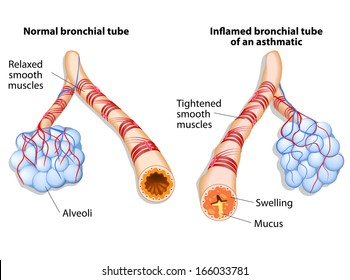 Normal bronchial tube
Inflamed bronchial tube
of an asthmatic
Relaxed
smooth
muscles
Tightened
smooth
muscles
Alveoli
Swelling
Mucus
shutterstock.com · 166033781